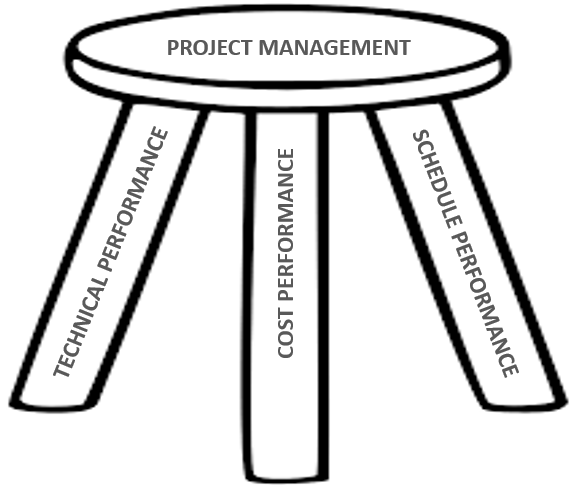 PROJECT MANAGEMENT
TECHNICAL PERFORMANCE
COST PERFORMANCE
SCHEDULE PERFORMANCE